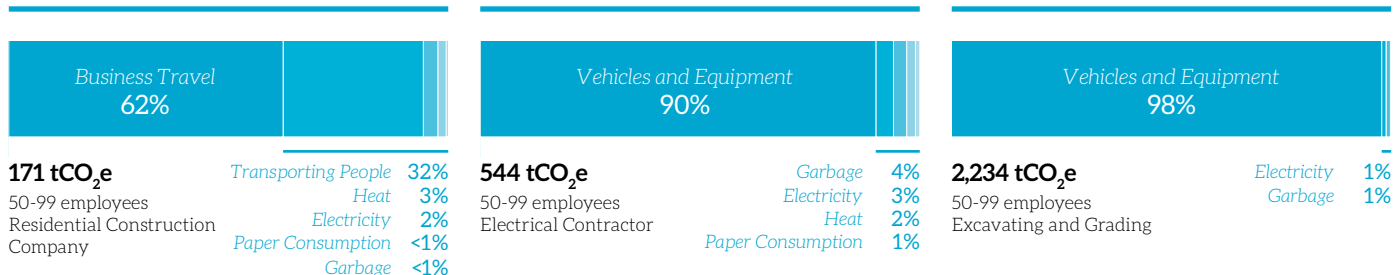 Business Travel
62%
171 tCO₂e
50-99 employees
Residential Construction
Company
Transporting People 32%
Heat 3%
Electricity 2%
Paper Consumption <1%
Garbage <1%
Vehicles and Equipment
90%
544 tCO₂e
50-99 employees
Electrical Contractor
Garbage 4%
Electricity 3%
Heat 2%
Paper Consumption 1%
Vehicles and Equipment
98%
2,234 tCO₂e
50-99 employees
Excavating and Grading
Electricity 1%
Garbage 1%